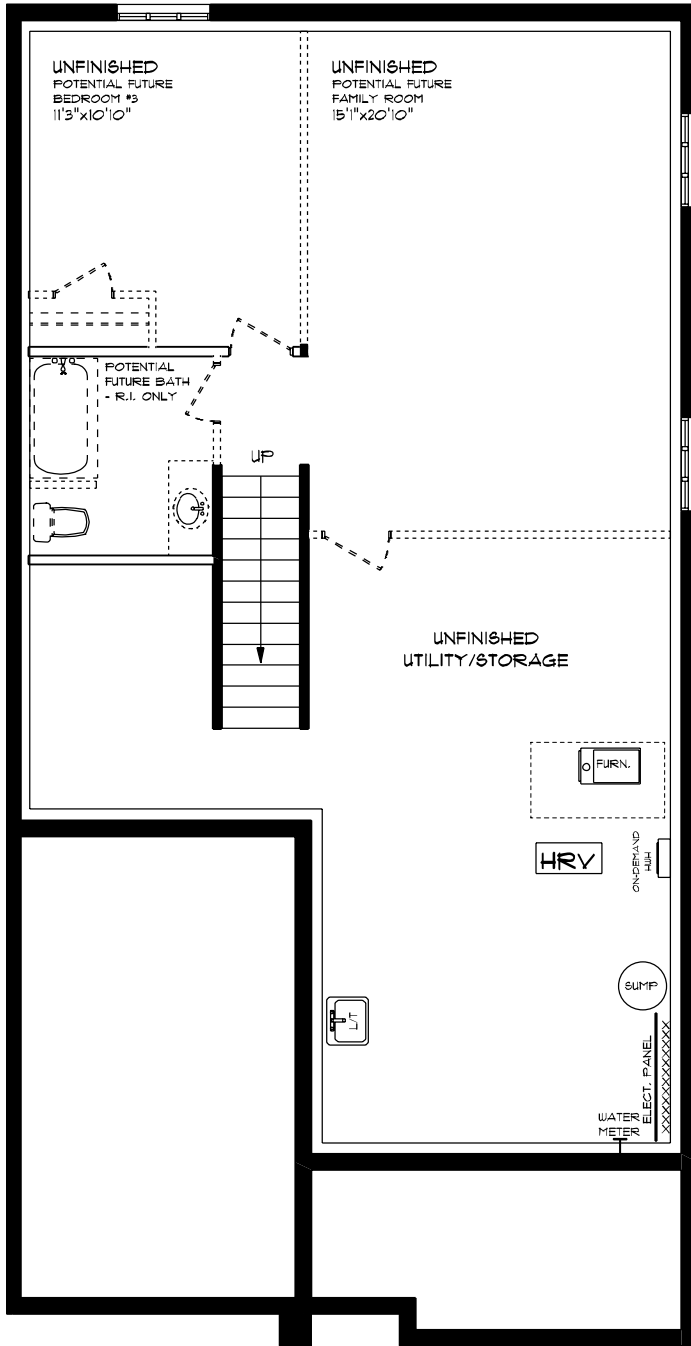 UNFINISHED
POTENTIAL FUTURE
BEDROOM #3
11'3"x10'10"
UNFINISHED
POTENTIAL FUTURE
FAMILY ROOM
15'1"x20'10"
POTENTIAL
FUTURE BATH
- R.I. ONLY
UP
UNFINISHED
UTILITY/STORAGE
FURN.
HRV
ON-DEMAND
HWH
SUMP
L/T
ELECT. PANEL
WATER
METER